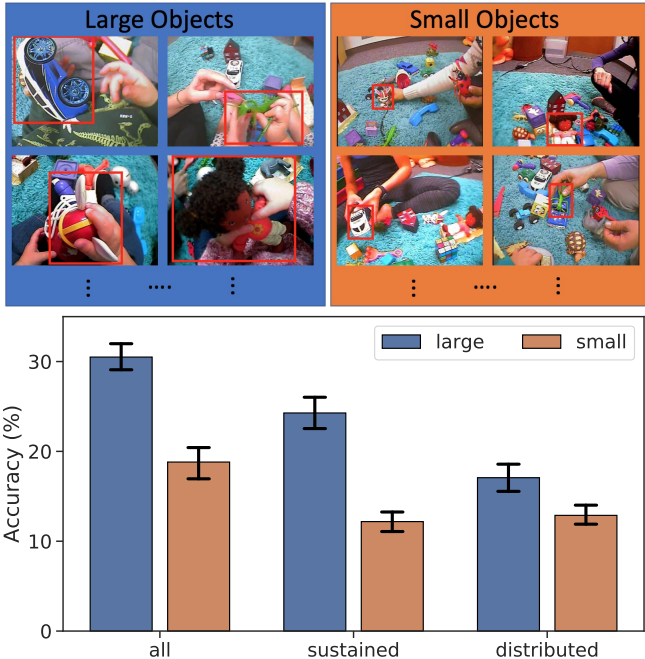 Large Objects
Small Objects
Accuracy (%)
30
20
10
0
large
small
all
sustained
distributed